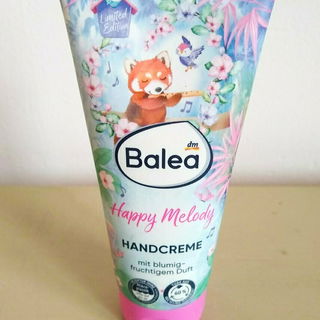 Limited
Edition
dm
Balea
Happy Melody
HANDCREME
mit blumig-
fruchtigem Duft